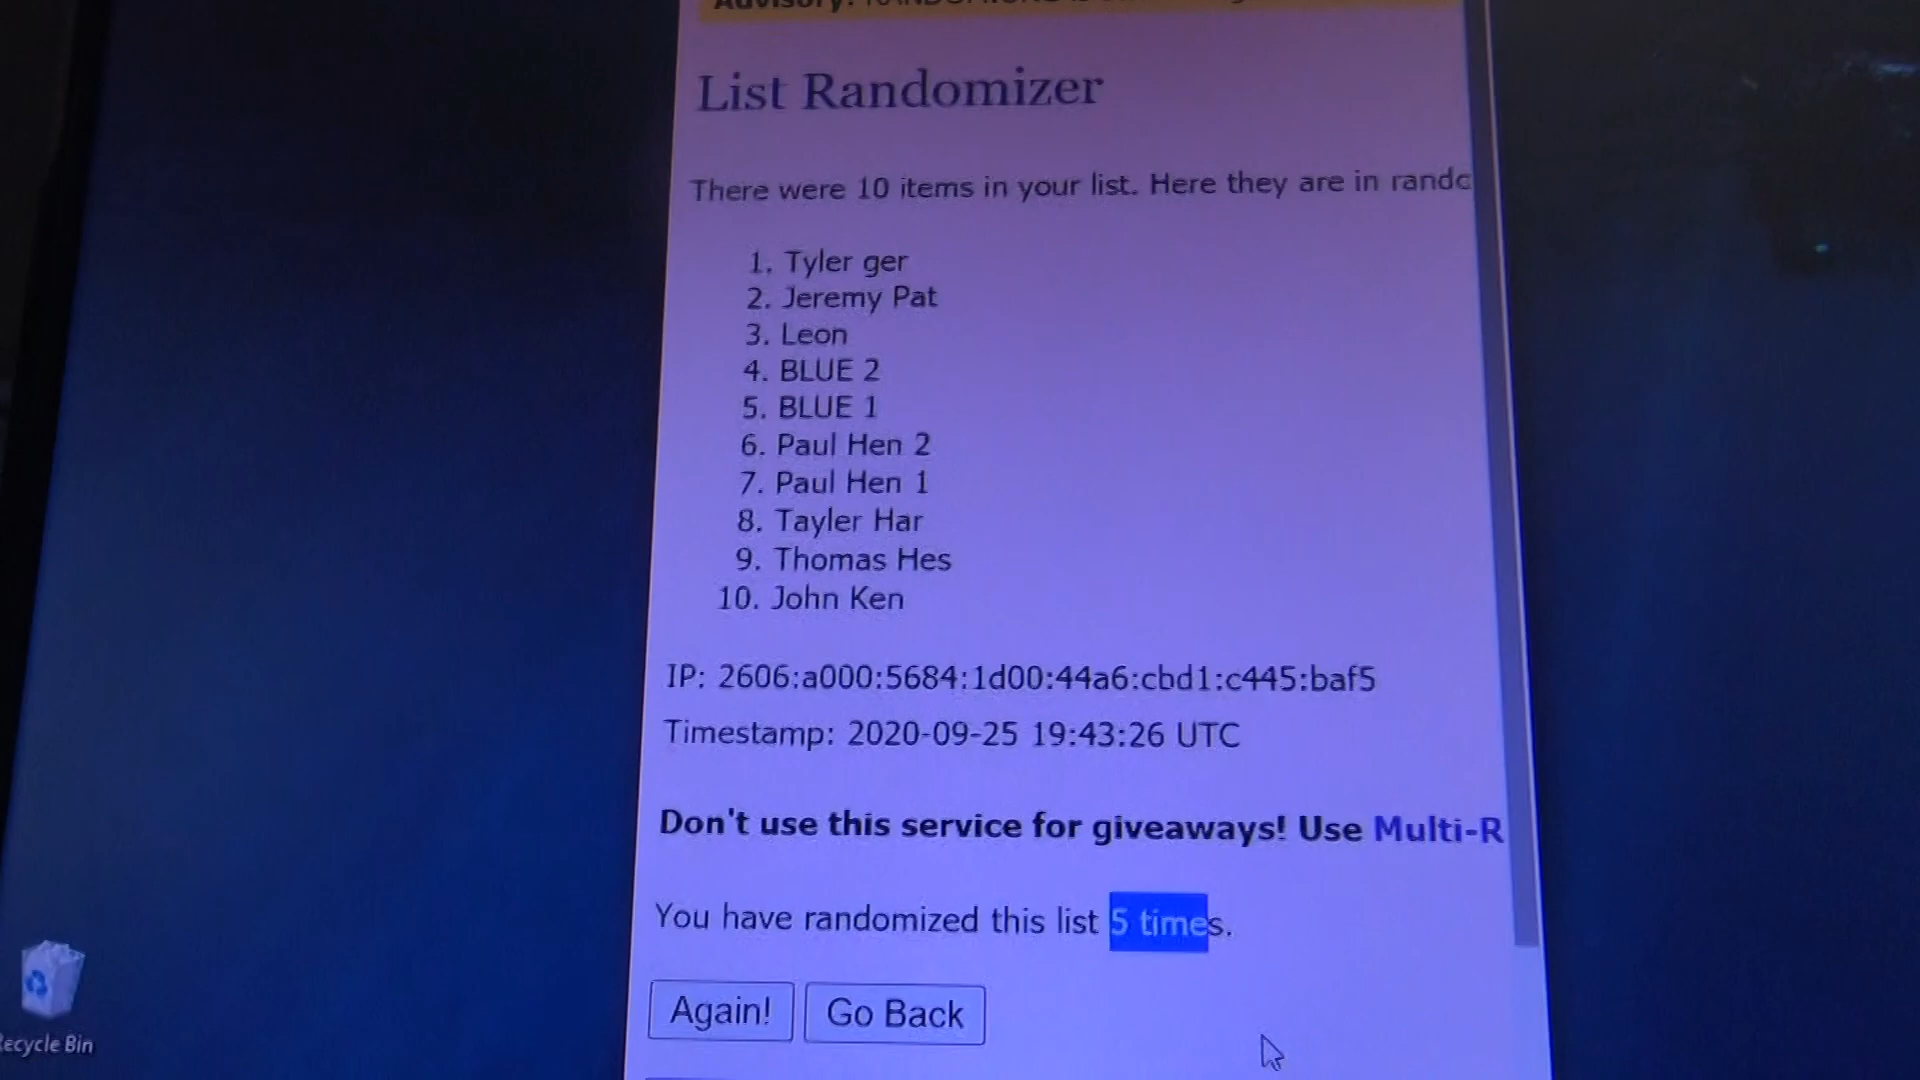 Advisory:
List Randomizer
There were 10 items in your list. Here they are in rando
1. Tyler ger
2. Jeremy Pat
3. Leon
4. BLUE 2
5. BLUE 1
6. Paul Hen 2
7. Paul Hen 1
8. Tayler Har
9. Thomas Hes
10. John Ken
IP: 2606:a000:5684:1d00:44a6:cbd1:c445:baf5
Timestamp: 2020-09-25 19:43:26 UTC
Don't use this service for giveaways! Use Multi-R
You have randomized this list 5 times.
Again! Go Back
Recycle Bin